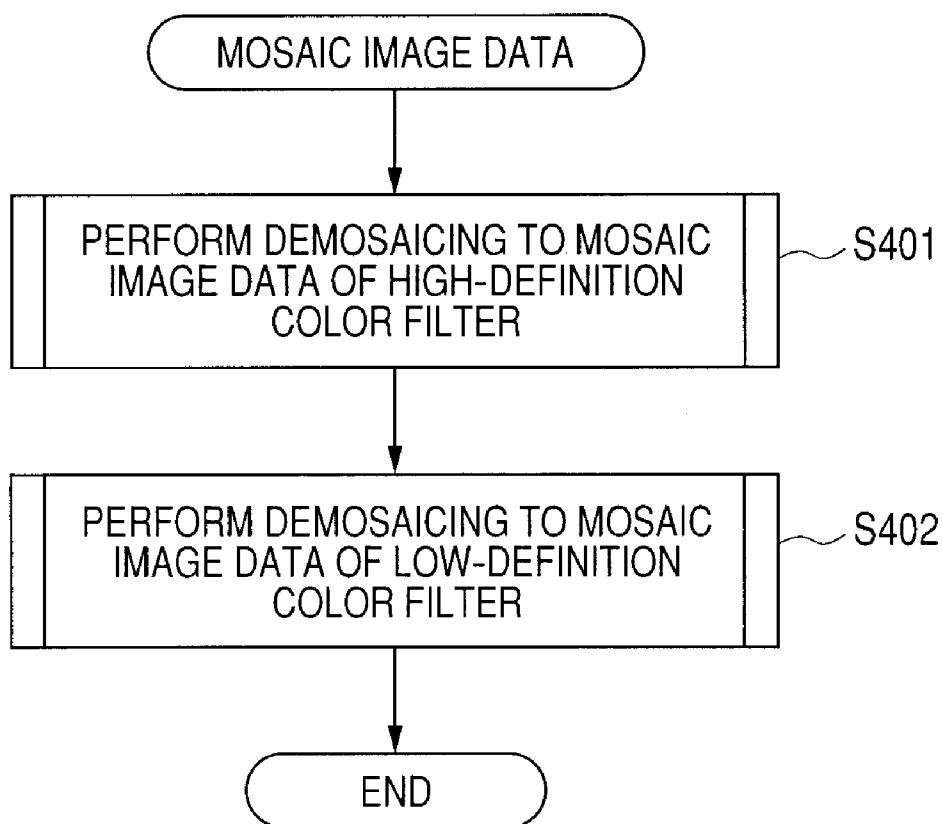 MOSAIC IMAGE DATA
PERFORM DEMOSAICING TO MOSAIC
IMAGE DATA OF HIGH-DEFINITION
COLOR FILTER
S401
PERFORM DEMOSAICING TO MOSAIC
IMAGE DATA OF LOW-DEFINITION
COLOR FILTER
S402
END